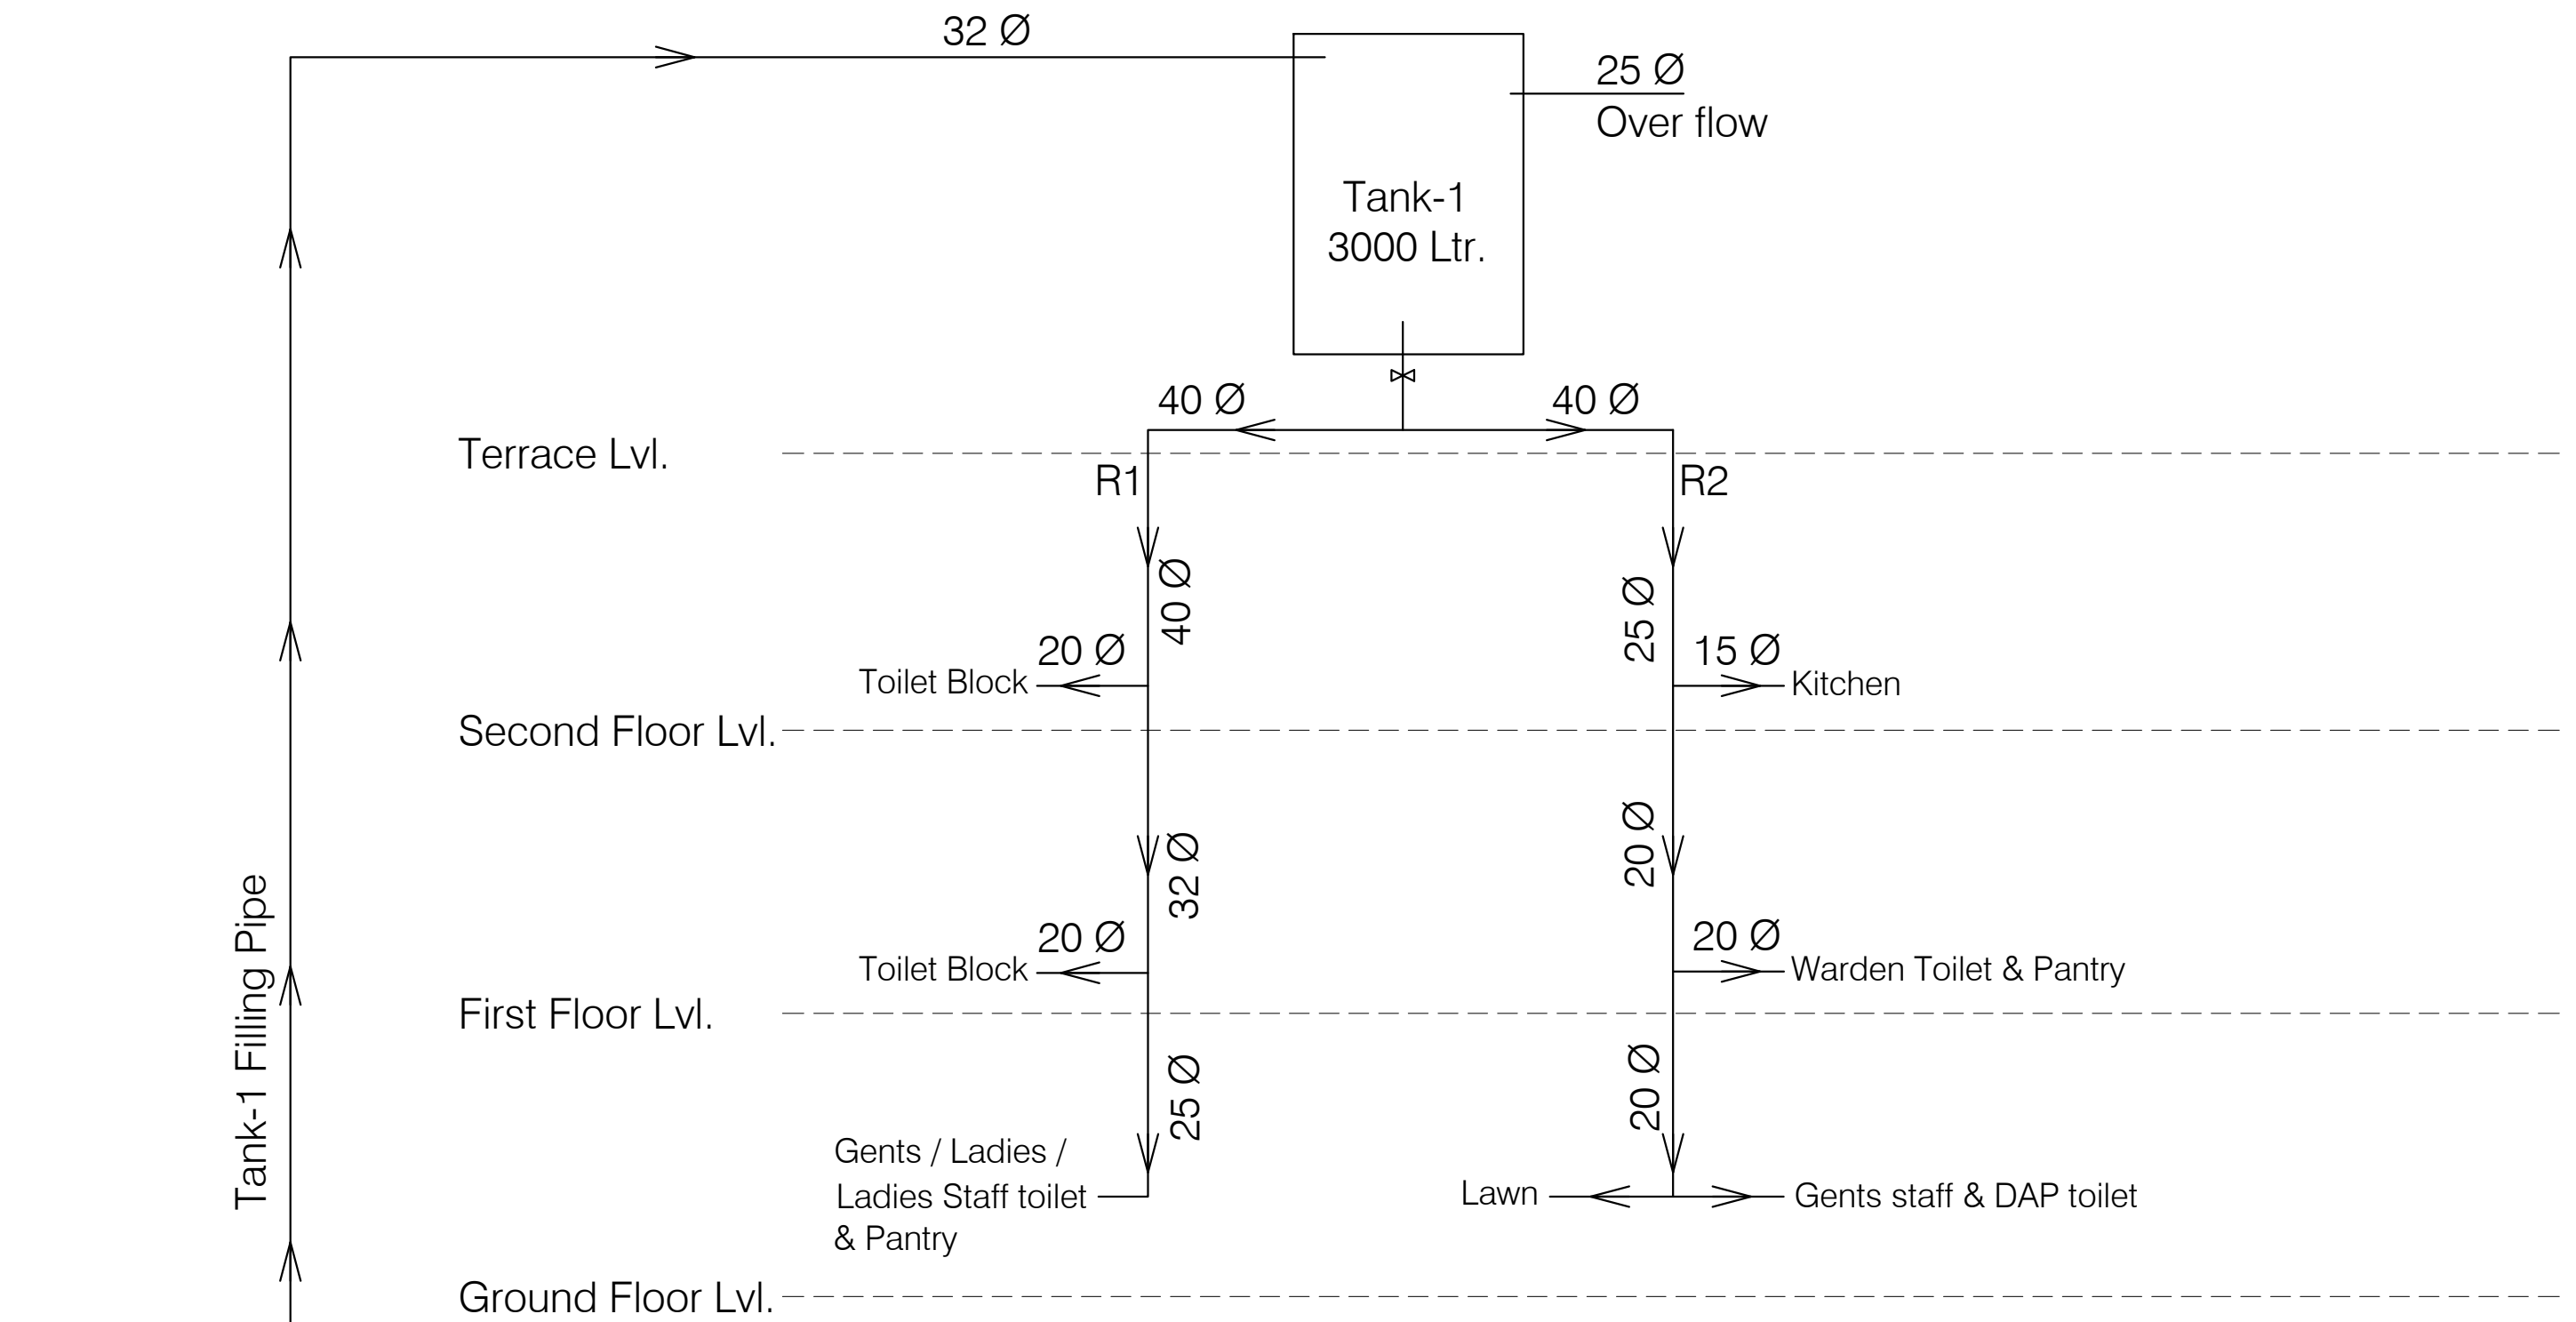 32 Ø
25 Ø
Over flow
Tank-1
3000 Ltr.
40 Ø
40 Ø
Terrace Lvl.
R1
R2
40 Ø
25 Ø
20 Ø
15 Ø
Toilet Block
Kitchen
Second Floor Lvl.
32 Ø
20 Ø
20 Ø
20 Ø
Toilet Block
Warden Toilet & Pantry
Tank-1 Filling Pipe
First Floor Lvl.
25 Ø
20 Ø
Gents / Ladies /
Ladies Staff toilet
& Pantry
Lawn
Gents staff & DAP toilet
Ground Floor Lvl.